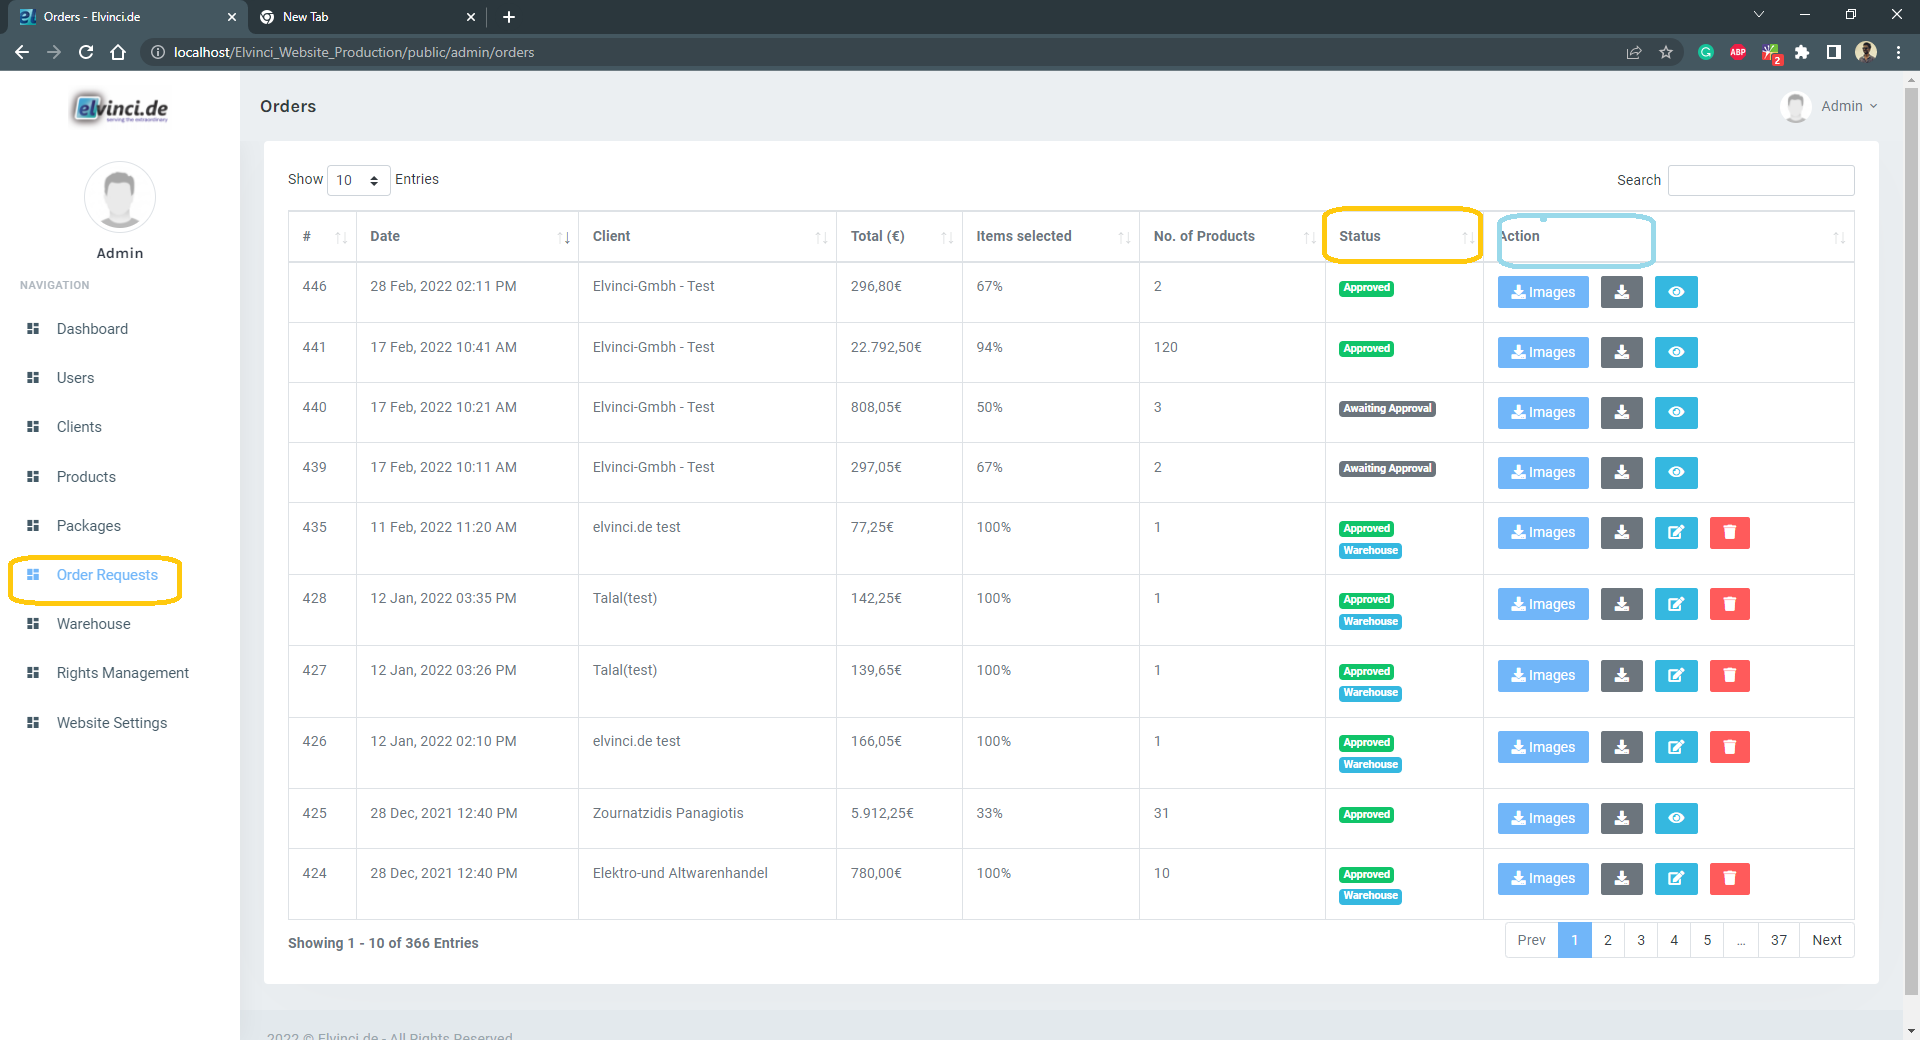 Orders - Elvinci.de
New Tab
localhost/Elvinci_Website_Production/public/admin/orders
ABP
2
elvinci.de
serving the extraordinary
Admin
NAVIGATION
Dashboard
Users
Clients
Products
Packages
Order Requests
Warehouse
Rights Management
Website Settings
Orders
Admin
Show 10 Entries
Search
# Date Client Total (€) Items selected No. of Products Status Action
446 28 Feb, 2022 02:11 PM Elvinci-Gmbh - Test 296,80€ 67% 2 Approved Images
441 17 Feb, 2022 10:41 AM Elvinci-Gmbh - Test 22.792,50€ 94% 120 Approved Images
440 17 Feb, 2022 10:21 AM Elvinci-Gmbh - Test 808,05€ 50% 3 Awaiting Approval Images
439 17 Feb, 2022 10:11 AM Elvinci-Gmbh - Test 297,05€ 67% 2 Awaiting Approval Images
435 11 Feb, 2022 11:20 AM elvinci.de test 77,25€ 100% 1 Approved Images
Warehouse
428 12 Jan, 2022 03:35 PM Talal(test) 142,25€ 100% 1 Approved Images
Warehouse
427 12 Jan, 2022 03:26 PM Talal(test) 139,65€ 100% 1 Approved Images
Warehouse
426 12 Jan, 2022 02:10 PM elvinci.de test 166,05€ 100% 1 Approved Images
Warehouse
425 28 Dec, 2021 12:40 PM Zournatzidis Panagiotis 5.912,25€ 33% 31 Approved Images
424 28 Dec, 2021 12:40 PM Elektro-und Altwarenhandel 780,00€ 100% 10 Approved Images
Warehouse
Showing 1 - 10 of 366 Entries
Prev 1 2 3 4 5 ... 37 Next
2022 © Elvinci.de - All Rights Reserved